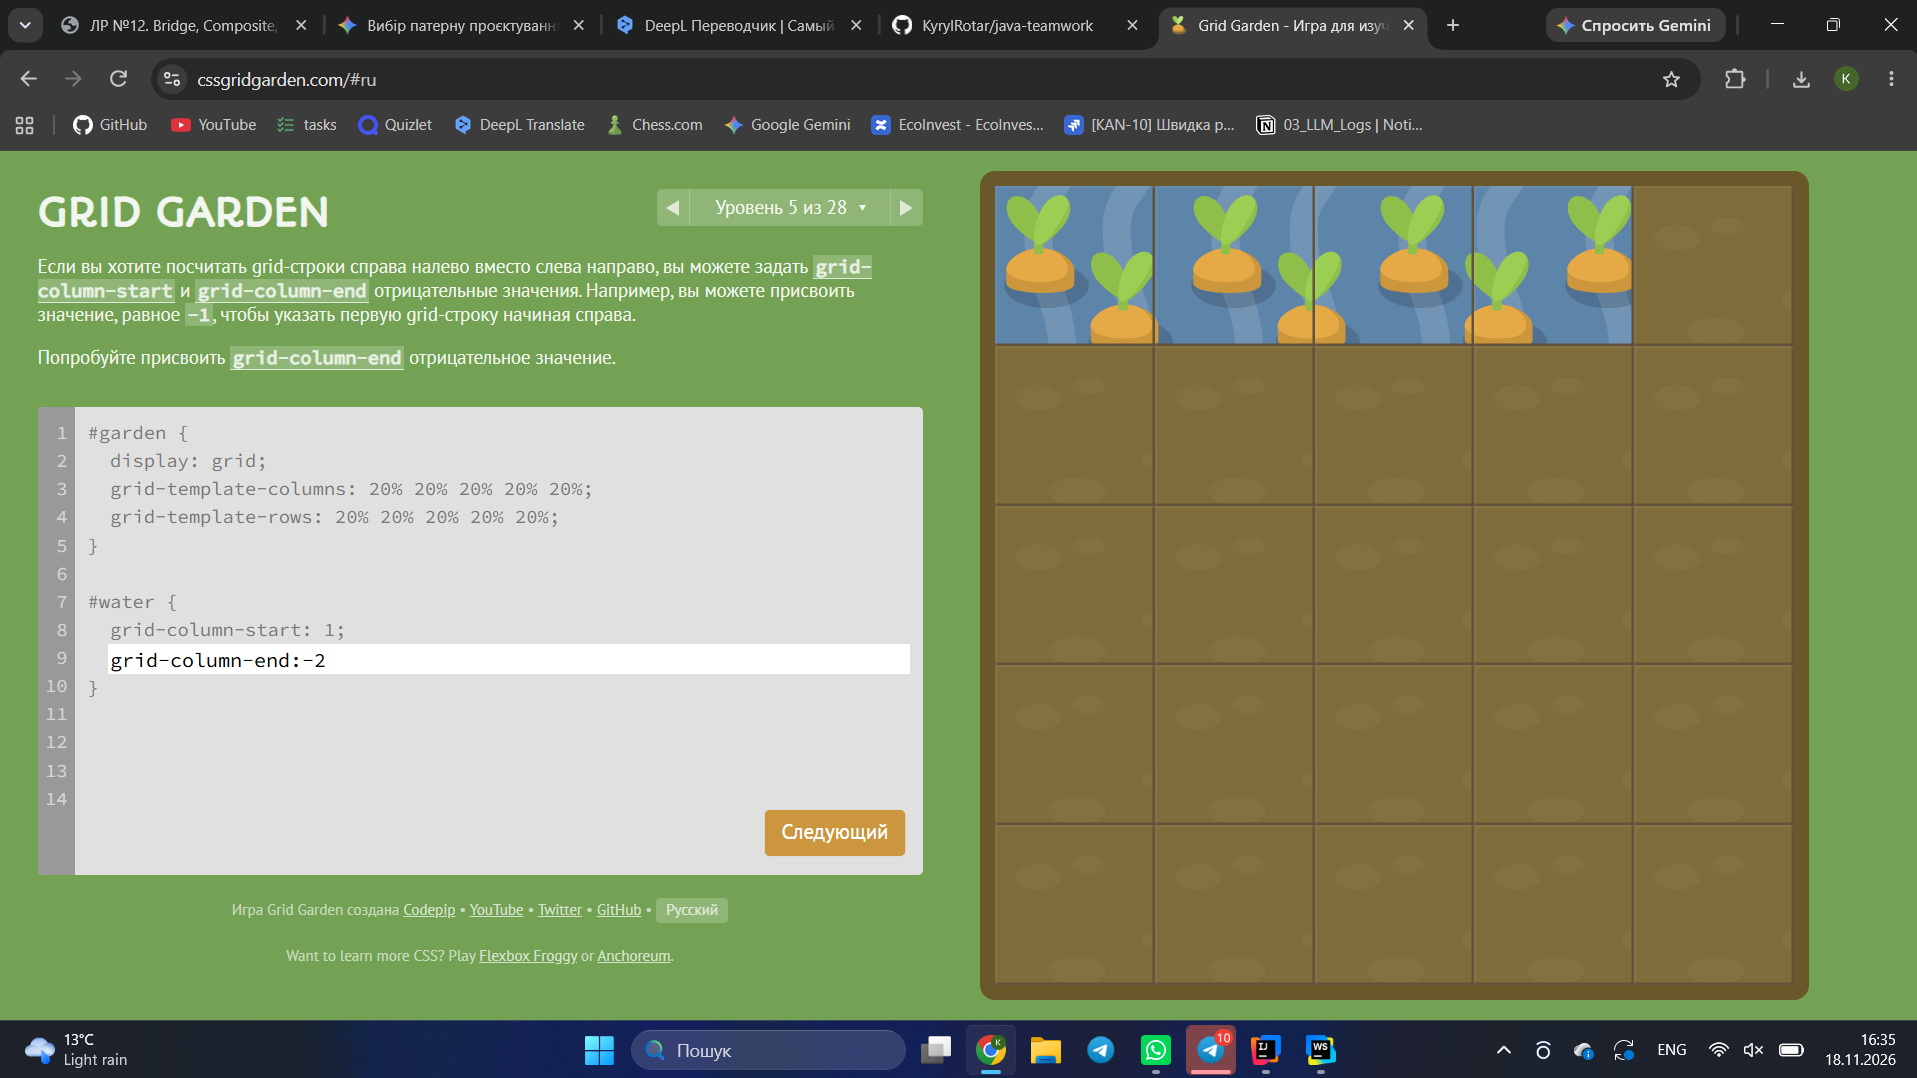 ЛР №12. Bridge, Composite,
Вибір патерну проєктуванн
DeepL Переводчик | Самый
KyrylRotar/java-teamwork
Grid Garden - Игра для изуч
Спросить Gemini
cssgridgarden.com/#ru
K
GitHub
YouTube
tasks
Quizlet
DeepL Translate
Chess.com
Google Gemini
EcoInvest - EcoInves...
[KAN-10] Швидка р...
03_LLM_Logs | Noti...
GRID GARDEN
Уровень 5 из 28
Если вы хотите посчитать grid-строки справа налево вместо слева направо, вы можете задать grid-
column-start и grid-column-end отрицательные значения. Например, вы можете присвоить
значение, равное -1, чтобы указать первую grid-строку начиная справа.
Попробуйте присвоить grid-column-end отрицательное значение.
1 #garden {
2 display: grid;
3 grid-template-columns: 20% 20% 20% 20% 20%;
4 grid-template-rows: 20% 20% 20% 20% 20%;
5 }
6
7 #water {
8 grid-column-start: 1;
9 grid-column-end:-2
10 }
11
12
13
14
Следующий
Игра Grid Garden создана Codepip • YouTube • Twitter • GitHub • Русский
Want to learn more CSS? Play Flexbox Froggy or Anchoreum.
13°C
Light rain
Пошук
K
10
IJ
WS
ENG
16:35
18.11.2026